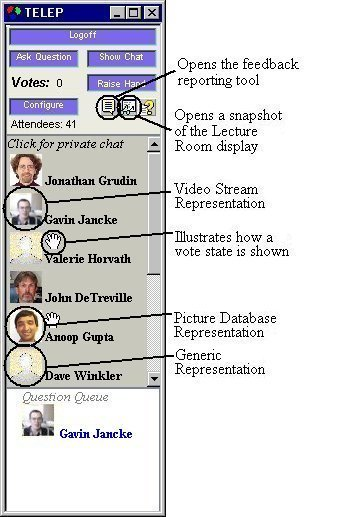 TELEP
Logoff
Ask Question Show Chat
Votes: 0 Raise Hand
Configure
Attendees: 41
Click for private chat
Jonathan Grudin
Gavin Jancke
Valerie Horvath
John DeTreville
Anoop Gupta
Dave Winkler
Question Queue
Gavin Jancke
Opens the feedback
reporting tool
Opens a snapshot
of the Lecture
Room display
Video Stream
Representation
Illustrates how a
vote state is shown
Picture Database
Representation
Generic
Representation